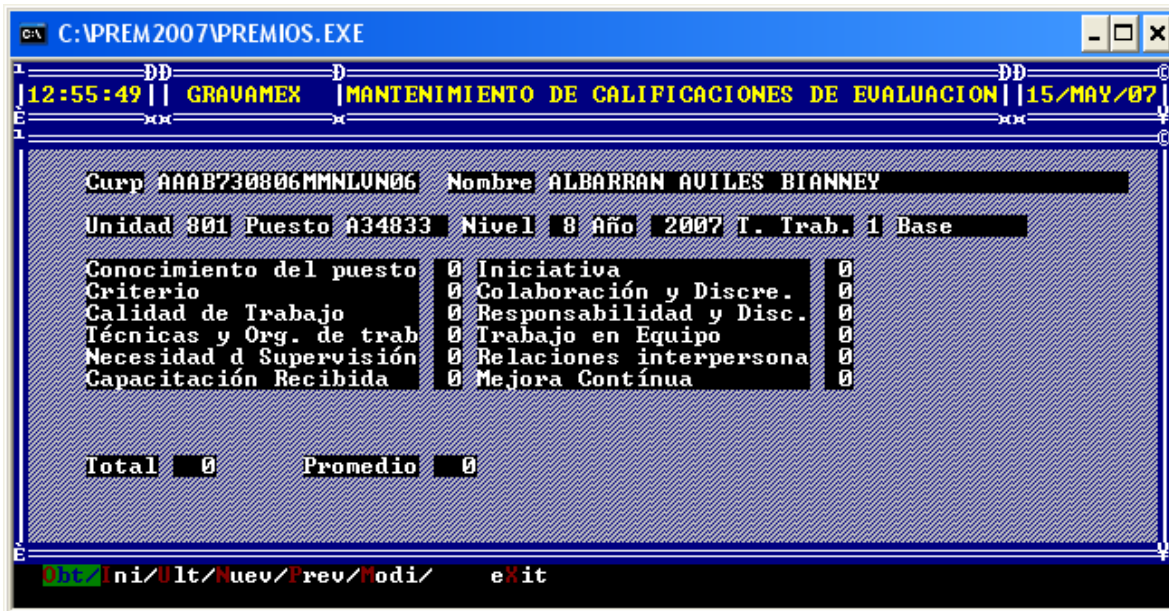 C:\PREM2007\PREMIOS.EXE
12:55:49 GRAVAMEX MANTENIMIENTO DE CALIFICACIONES DE EVALUACION 15/MAY/07
Curp AAAB730806MMNLVN06 Nombre ALBARRAN AVILES BIANNEY
Unidad 801 Puesto A34833 Nivel 8 Año 2007 T. Trab. 1 Base
Conocimiento del puesto 0 Iniciativa 0
Criterio 0 Colaboración y Discre. 0
Calidad de Trabajo 0 Responsabilidad y Disc. 0
Técnicas y Org. de trab 0 Trabajo en Equipo 0
Necesidad d Supervisión 0 Relaciones interpersona 0
Capacitación Recibida 0 Mejora Contínua 0
Total 0 Promedio 0
Obt/Ini/Ult/Nuev/Prev/Modi/ eXit